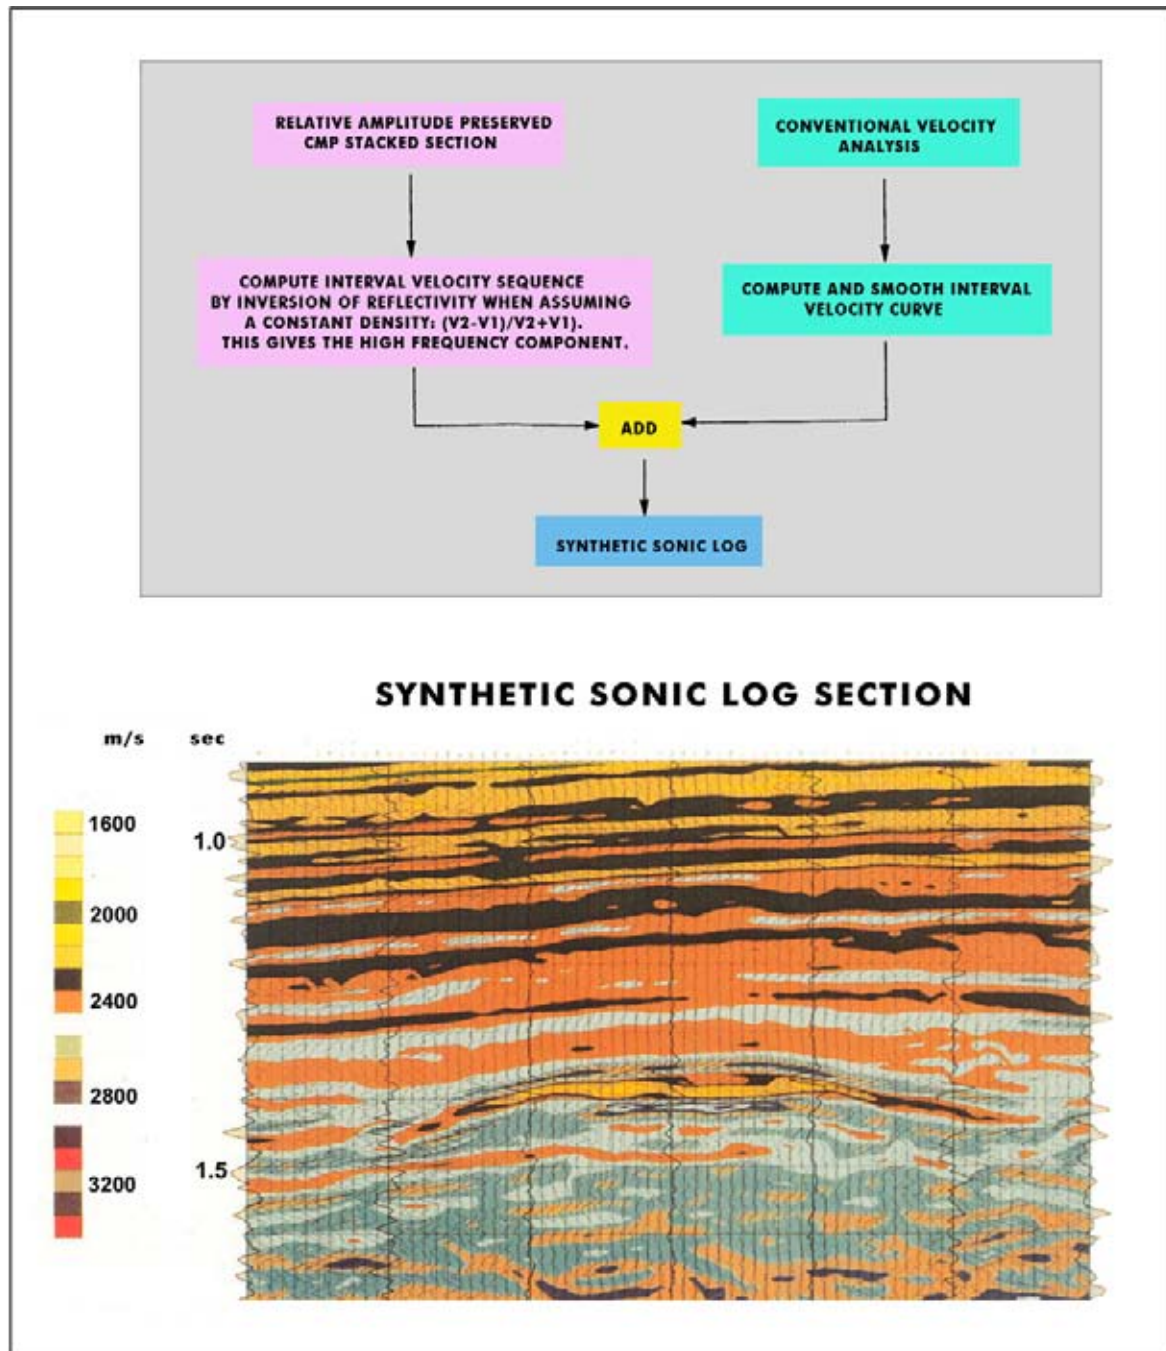 RELATIVE AMPLITUDE PRESERVED
CMP STACKED SECTION
CONVENTIONAL VELOCITY
ANALYSIS
COMPUTE INTERVAL VELOCITY SEQUENCE
BY INVERSION OF REFLECTIVITY WHEN ASSUMING
A CONSTANT DENSITY: (V2-V1)/V2+V1).
THIS GIVES THE HIGH FREQUENCY COMPONENT.
COMPUTE AND SMOOTH INTERVAL
VELOCITY CURVE
ADD
SYNTHETIC SONIC LOG
SYNTHETIC SONIC LOG SECTION
m/s sec
1600
1.0
2000
2400
2800
1.5
3200